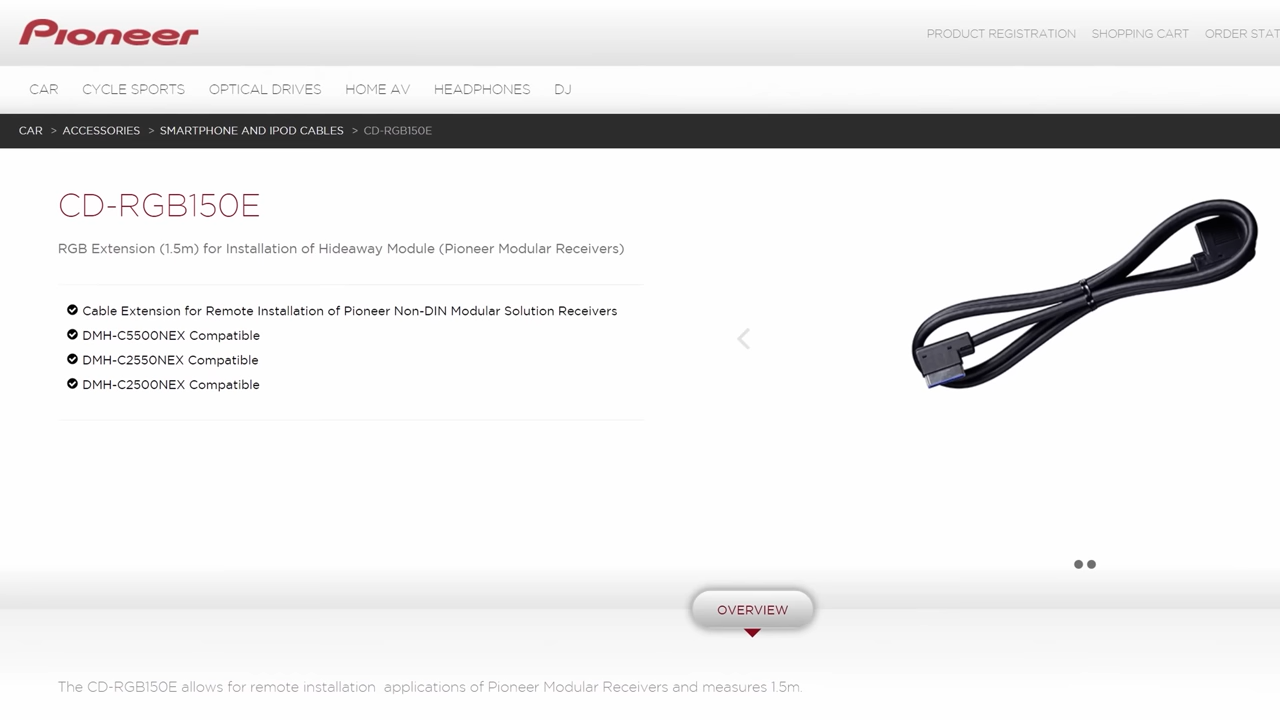 Pioneer
PRODUCT REGISTRATION SHOPPING CART ORDER STAT
CAR CYCLE SPORTS OPTICAL DRIVES HOME AV HEADPHONES DJ
CAR > ACCESSORIES > SMARTPHONE AND IPOD CABLES > CD-RGB150E
CD-RGB150E
RGB Extension (1.5m) for Installation of Hideaway Module (Pioneer Modular Receivers)
Cable Extension for Remote Installation of Pioneer Non-DIN Modular Solution Receivers
DMH-C5500NEX Compatible
DMH-C2550NEX Compatible
DMH-C2500NEX Compatible
OVERVIEW
The CD-RGB150E allows for remote installation  applications of Pioneer Modular Receivers and measures 1.5m.